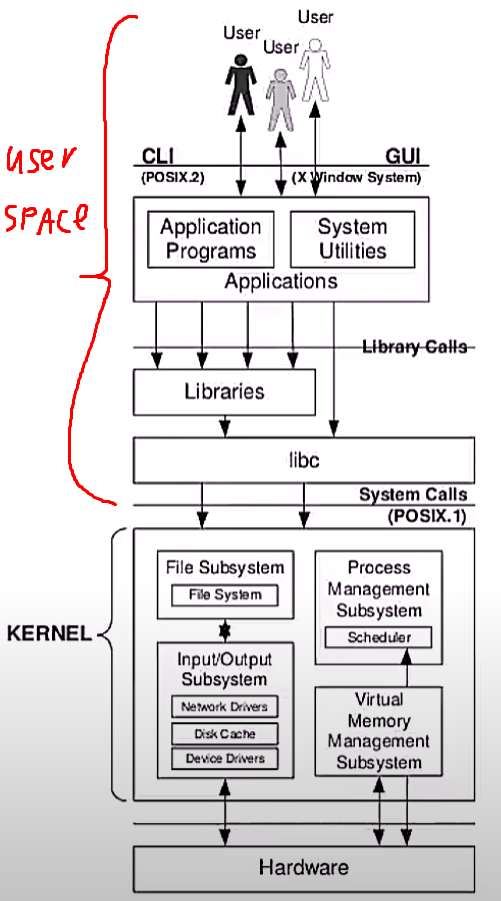 User
User
User
CLI GUI
(POSIX.2) (X Window System)
user
SPACe
Application
Programs
System
Utilities
Applications
Library Calls
Libraries
libc
System Calls
(POSIX.1)
KERNEL
File Subsystem
File System
Input/Output
Subsystem
Network Drivers
Disk Cache
Device Drivers
Process
Management
Subsystem
Scheduler
Virtual
Memory
Management
Subsystem
Hardware